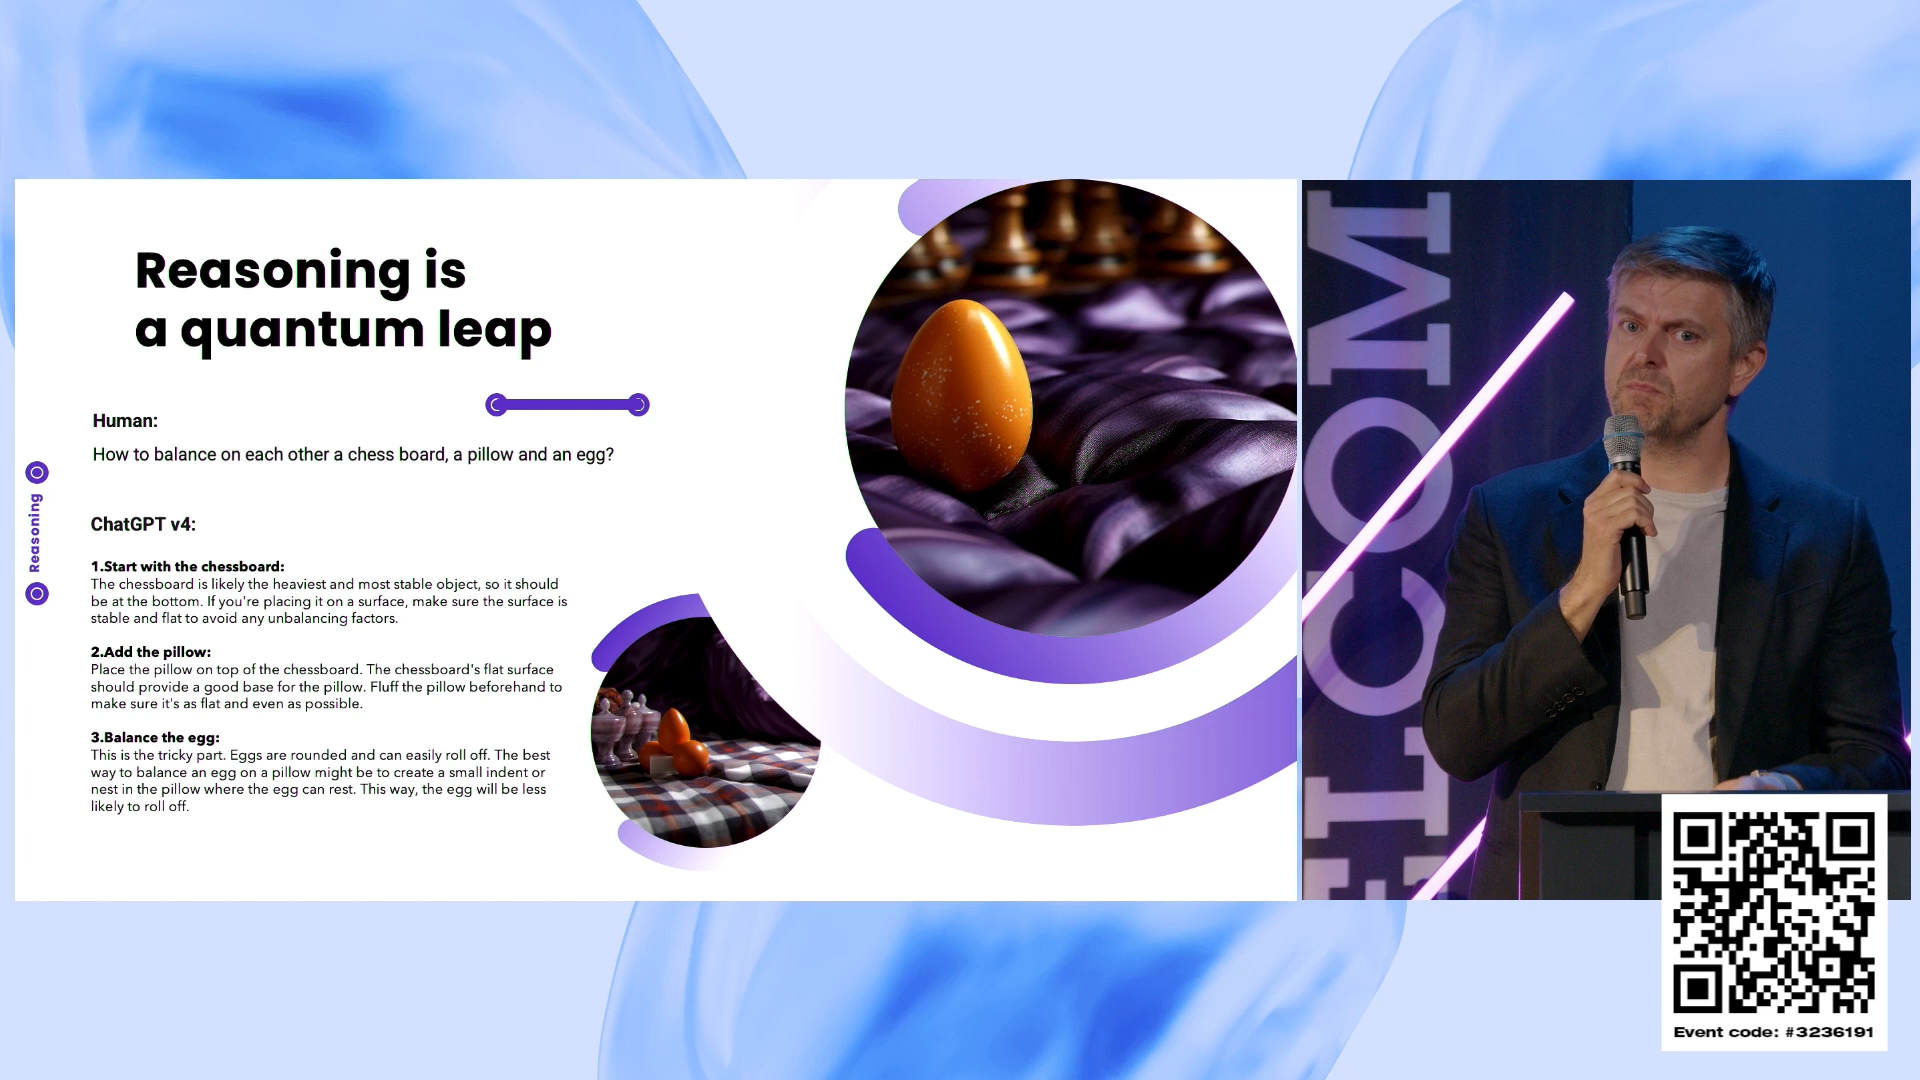 Reasoning is
a quantum leap
Human:
How to balance on each other a chess board, a pillow and an egg?
Reasoning
ChatGPT v4:
1.Start with the chessboard:
The chessboard is likely the heaviest and most stable object, so it should
be at the bottom. If you're placing it on a surface, make sure the surface is
stable and flat to avoid any unbalancing factors.
2.Add the pillow:
Place the pillow on top of the chessboard. The chessboard's flat surface
should provide a good base for the pillow. Fluff the pillow beforehand to
make sure it's as flat and even as possible.
3.Balance the egg:
This is the tricky part. Eggs are rounded and can easily roll off. The best
way to balance an egg on a pillow might be to create a small indent or
nest in the pillow where the egg can rest. This way, the egg will be less
likely to roll off.
ELCOM
Event code: #3236191